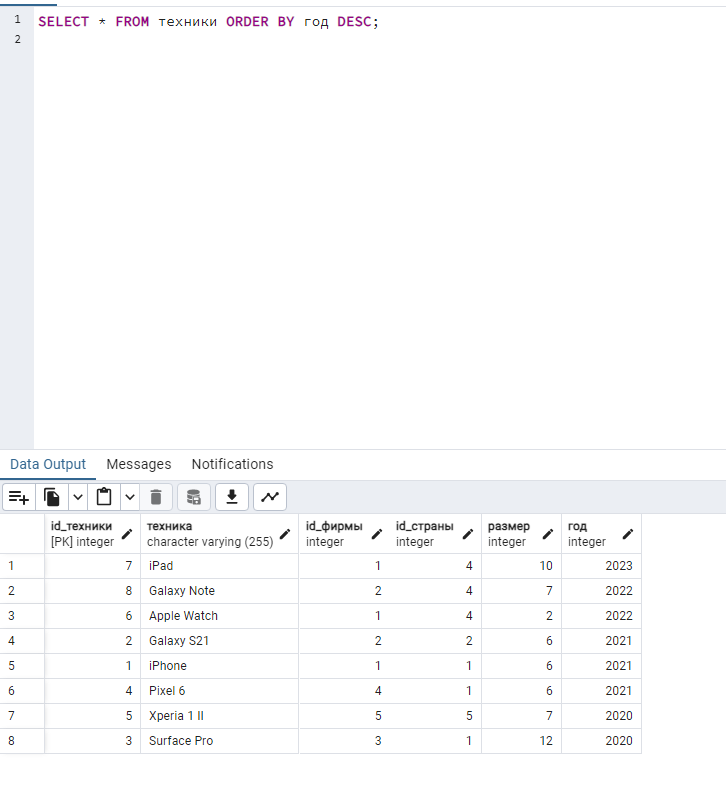 1 SELECT * FROM техники ORDER BY год DESC;
2
Data Output Messages Notifications
id_техники техника id_фирмы id_страны размер год
[PK] integer character varying (255) integer integer integer integer
1 7 iPad 1 4 10 2023
2 8 Galaxy Note 2 4 7 2022
3 6 Apple Watch 1 4 2 2022
4 2 Galaxy S21 2 2 6 2021
5 1 iPhone 1 1 6 2021
6 4 Pixel 6 4 1 6 2021
7 5 Xperia 1 II 5 5 7 2020
8 3 Surface Pro 3 1 12 2020